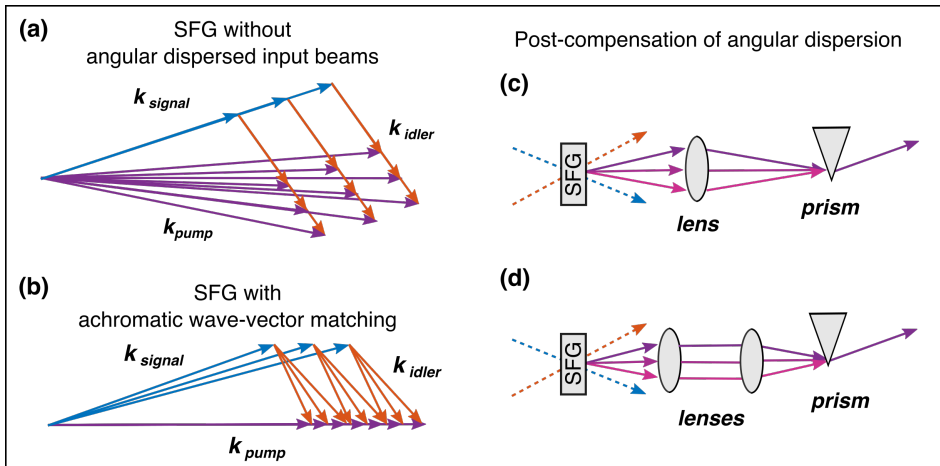 (a)
SFG without
angular dispersed input beams
k signal
k idler
k pump
(b)
SFG with
achromatic wave-vector matching
k signal
k idler
k pump
Post-compensation of angular dispersion
(c)
SFG
lens
prism
(d)
SFG
lenses
prism